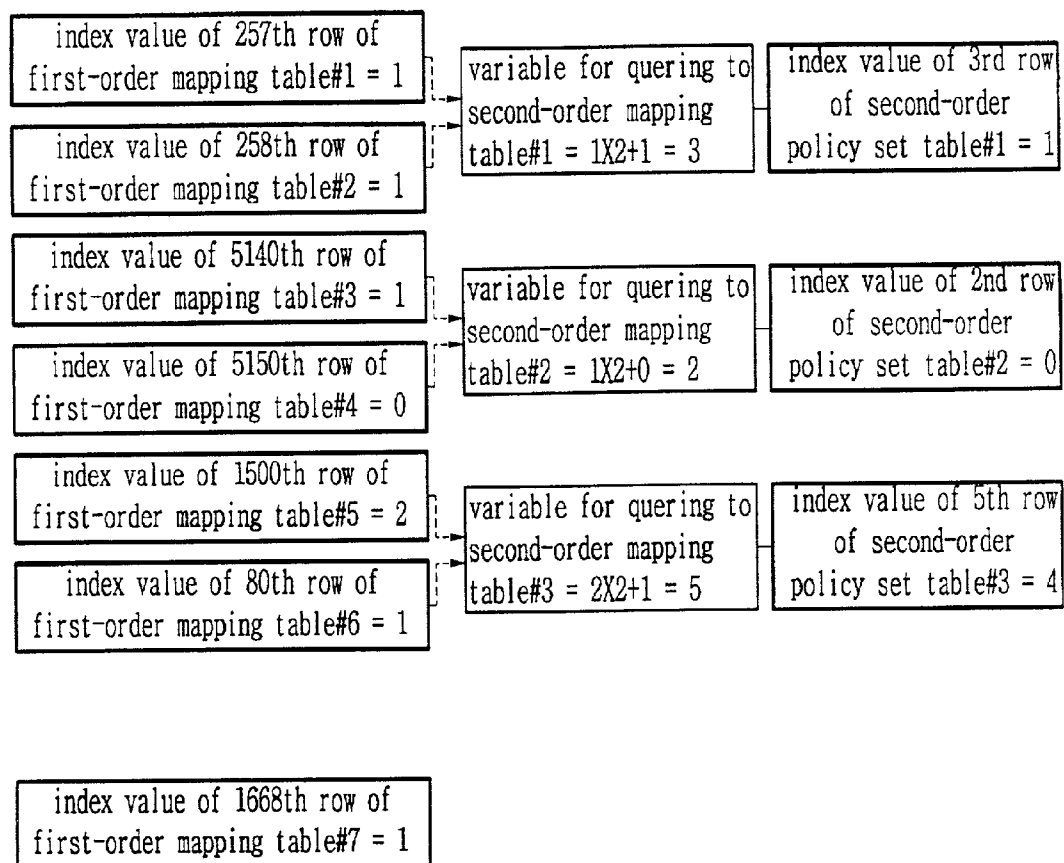 index value of 257th row of
first-order mapping table#1 = 1
index value of 258th row of
first-order mapping table#2 = 1
variable for quering to
second-order mapping
table#1 = 1X2+1 = 3
index value of 3rd row
of second-order
policy set table#1 = 1
index value of 5140th row of
first-order mapping table#3 = 1
index value of 5150th row of
first-order mapping table#4 = 0
variable for quering to
second-order mapping
table#2 = 1X2+0 = 2
index value of 2nd row
of second-order
policy set table#2 = 0
index value of 1500th row of
first-order mapping table#5 = 2
index value of 80th row of
first-order mapping table#6 = 1
variable for quering to
second-order mapping
table#3 = 2X2+1 = 5
index value of 5th row
of second-order
policy set table#3 = 4
index value of 1668th row of
first-order mapping table#7 = 1